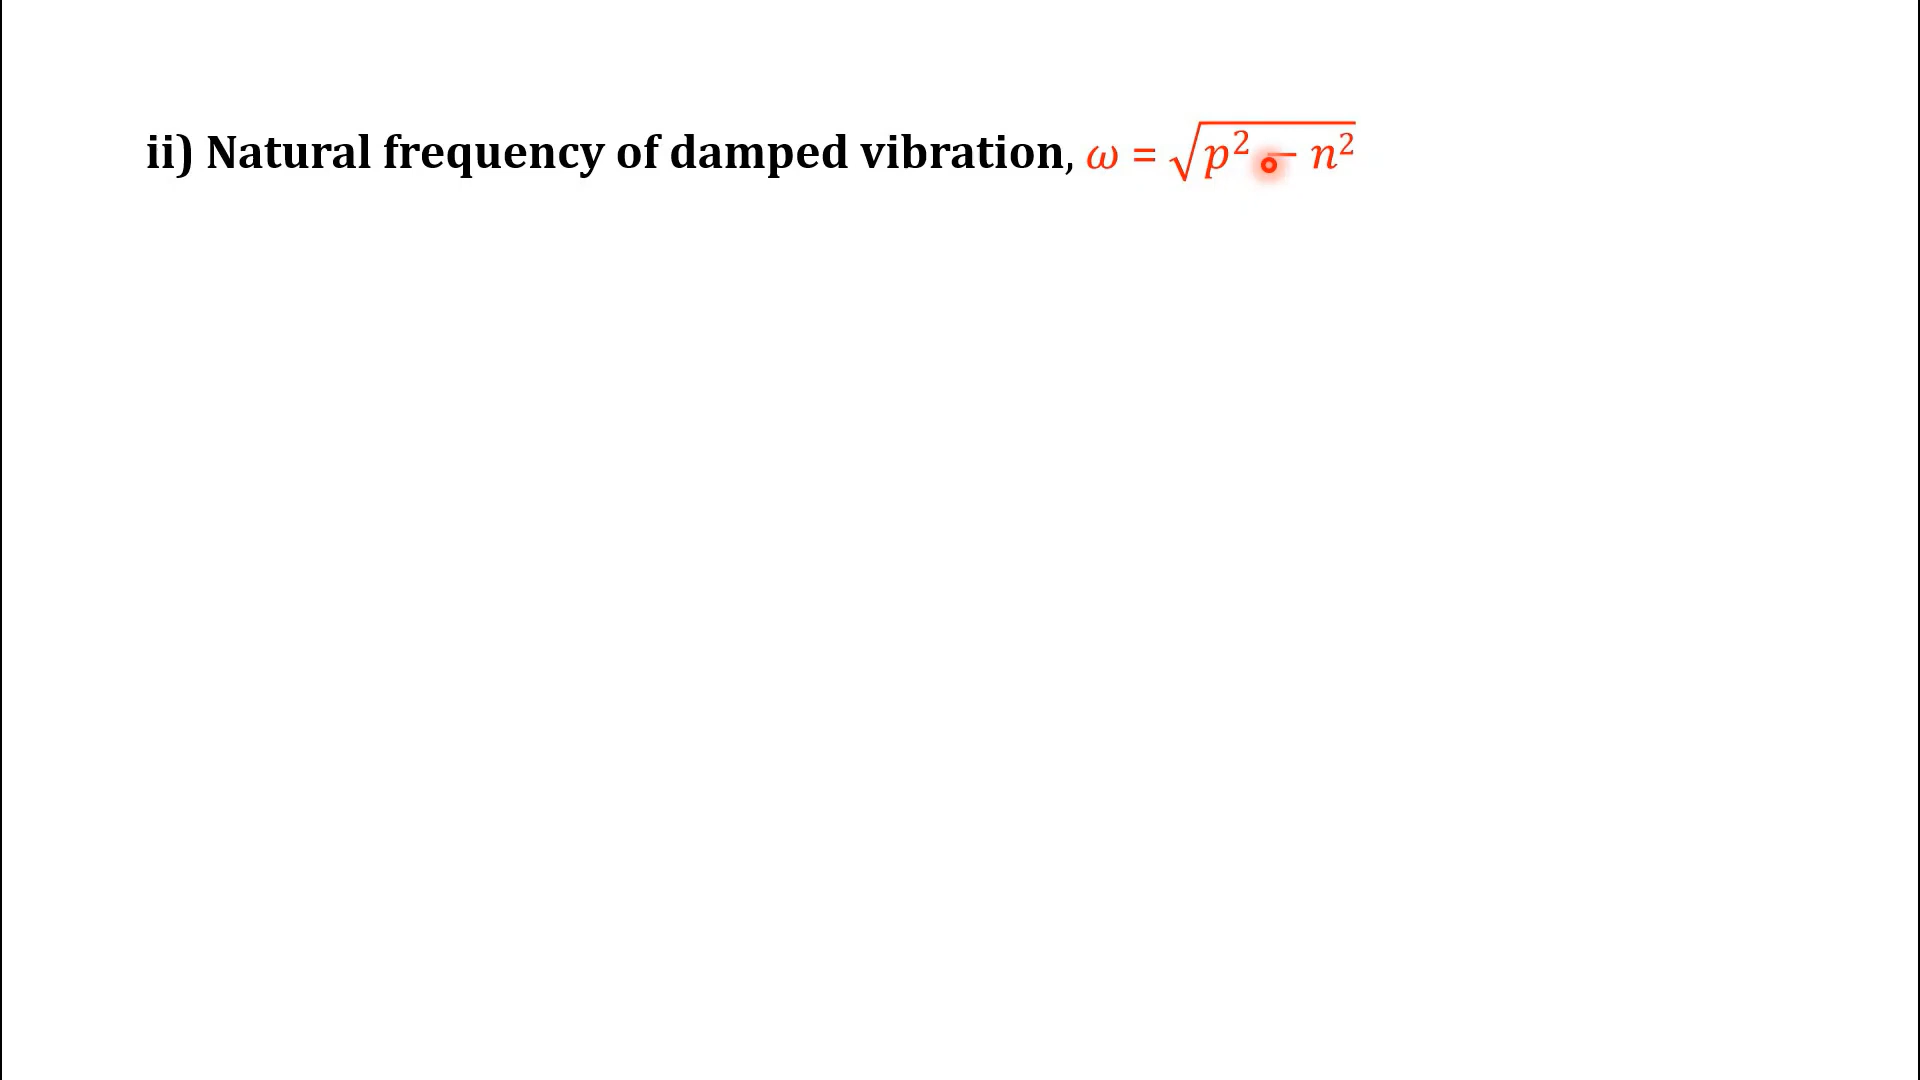 ii) Natural frequency of damped vibration, ω = √(p² − n²)